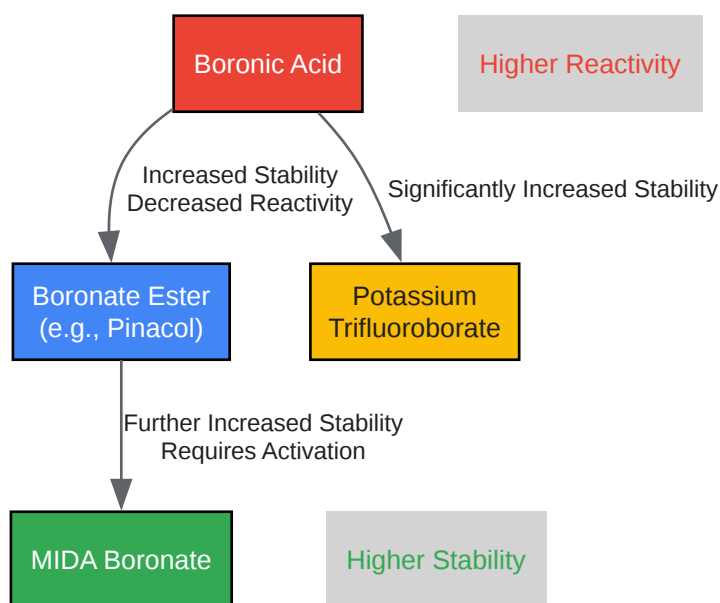 Boronic Acid
Higher Reactivity
Increased Stability
Decreased Reactivity
Significantly Increased Stability
Boronate Ester
(e.g., Pinacol)
Potassium
Trifluoroborate
Further Increased Stability
Requires Activation
MIDA Boronate
Higher Stability